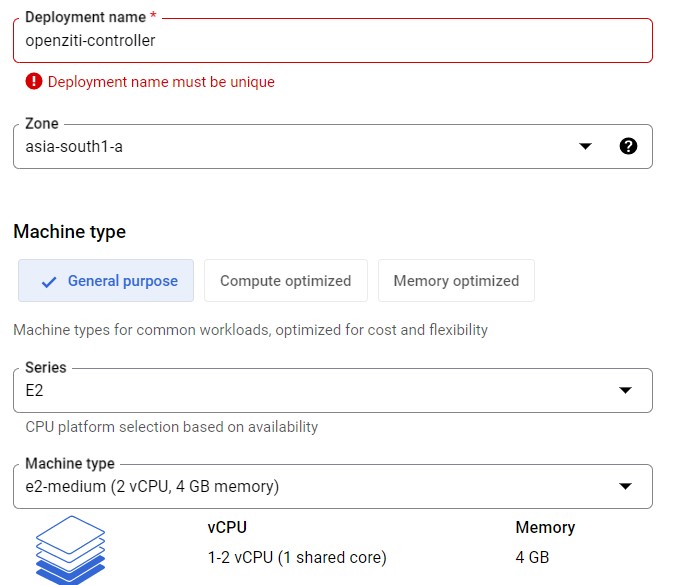 Deployment name *
openziti-controller
Deployment name must be unique
Zone
asia-south1-a
Machine type
General purpose Compute optimized Memory optimized
Machine types for common workloads, optimized for cost and flexibility
Series
E2
CPU platform selection based on availability
Machine type
e2-medium (2 vCPU, 4 GB memory)
vCPU Memory
1-2 vCPU (1 shared core) 4 GB